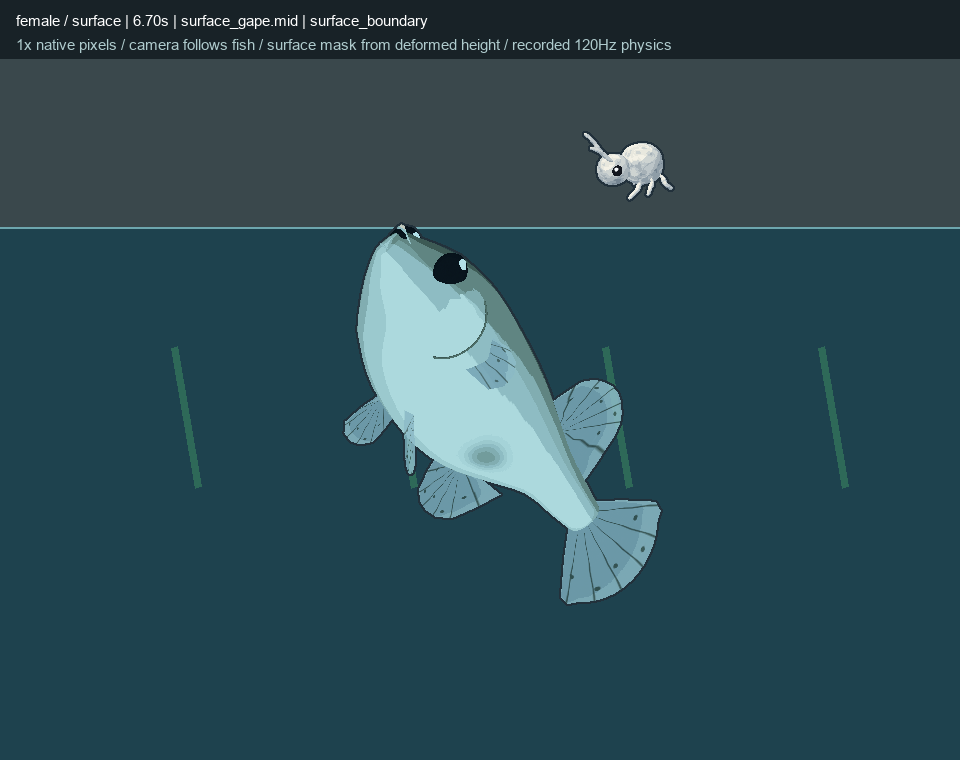 female / surface | 6.70s | surface_gape.mid | surface_boundary
1x native pixels / camera follows fish / surface mask from deformed height / recorded 120Hz physics